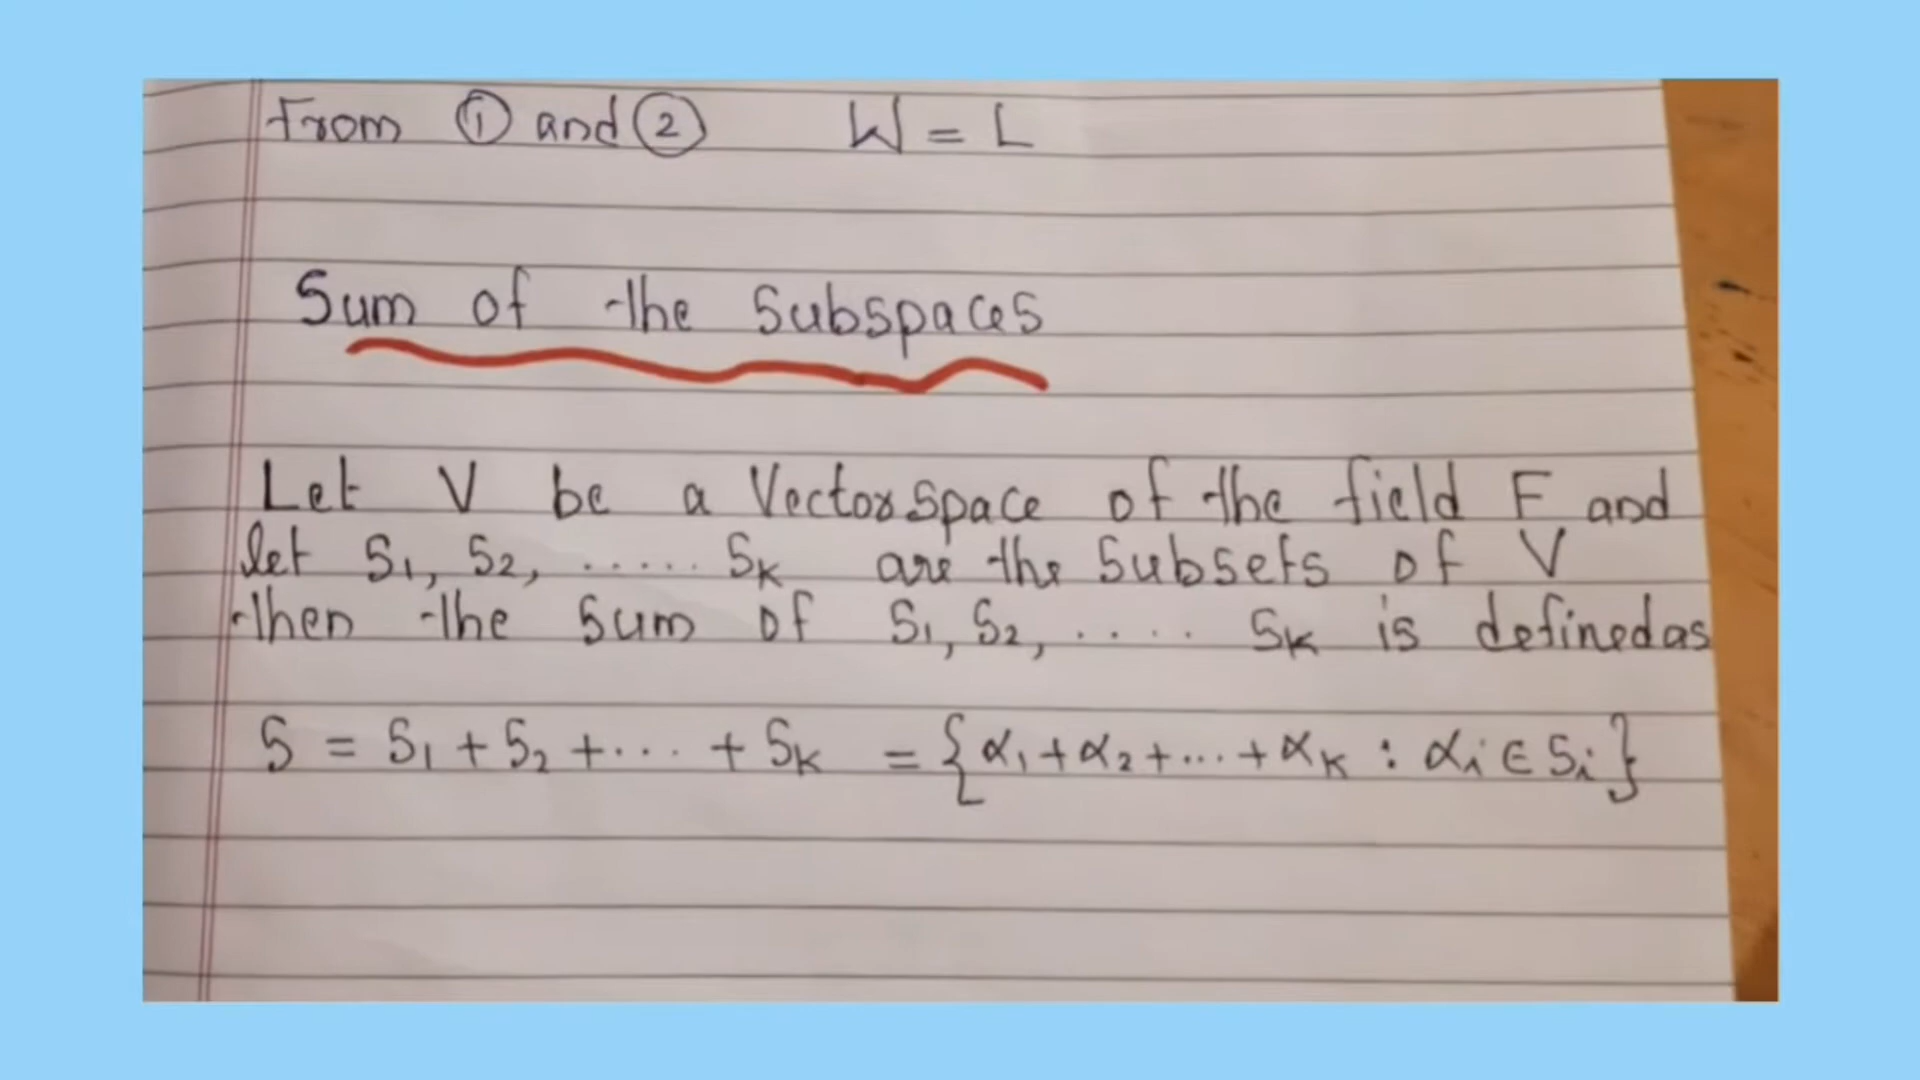 From ① and ② W = L
Sum of the Subspaces
Let V be a Vectorspace of the field F and
let S₁, S₂, ..... Sₖ are the Subsets of V
then the Sum of S₁, S₂, .... Sₖ is definedas
S = S₁ + S₂ + ... + Sₖ = {α₁ + α₂ + ... + αₖ : αᵢ ∈ Sᵢ}